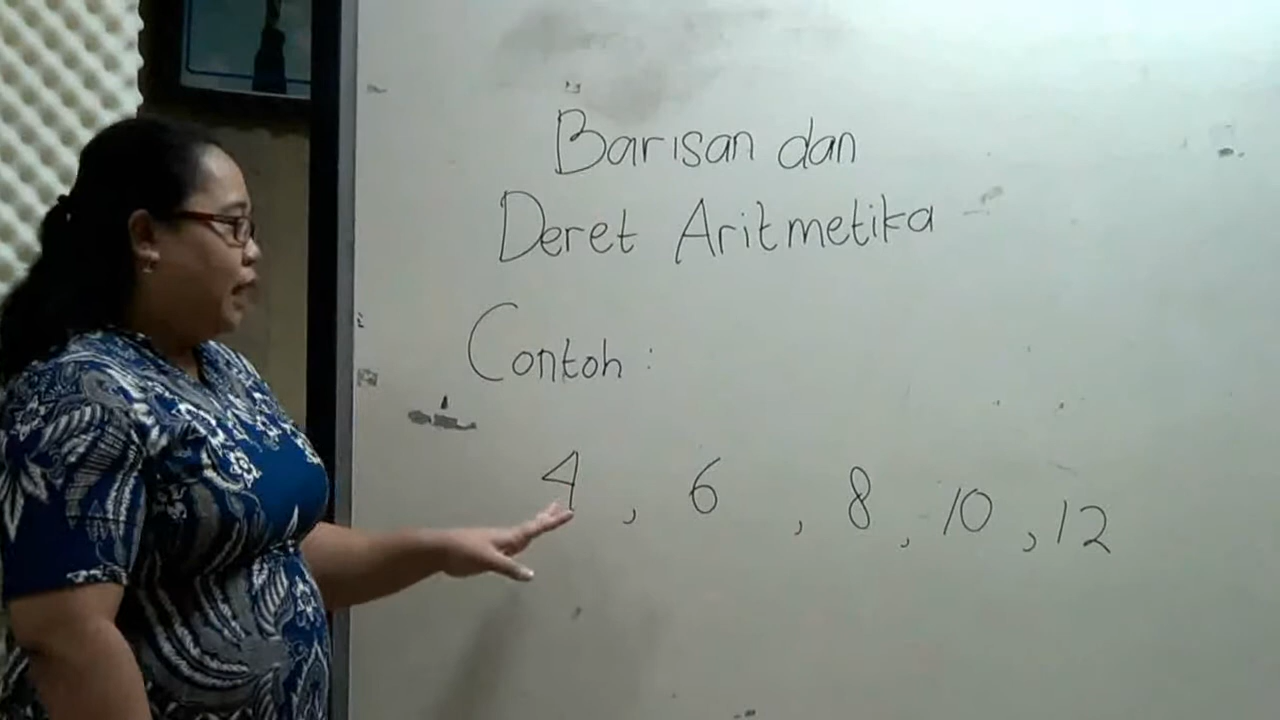 Barisan dan
Deret Aritmetika
Contoh :
4 , 6 , 8 , 10 , 12